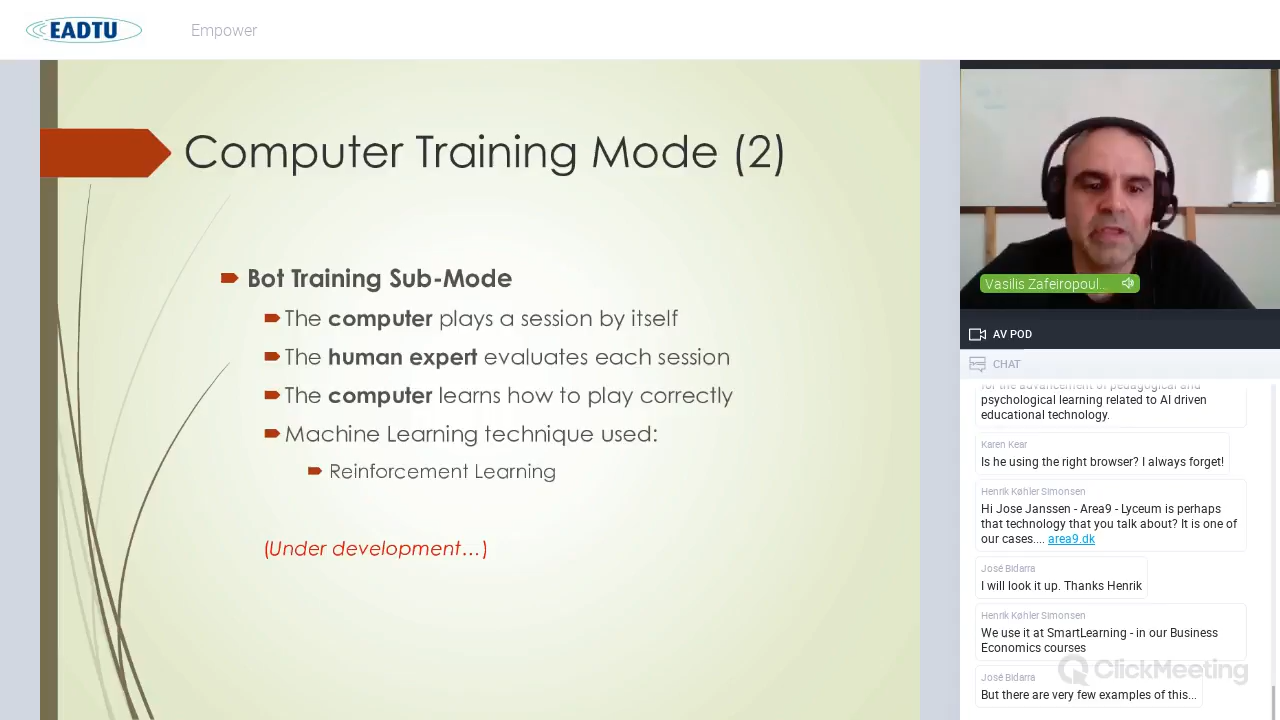 EADTU
Empower
Computer Training Mode (2)
Bot Training Sub-Mode
The computer plays a session by itself
The human expert evaluates each session
The computer learns how to play correctly
Machine Learning technique used:
Reinforcement Learning
(Under development...)
Vasilis Zafeiropoul...
AV POD
CHAT
for the advancement of pedagogical and
psychological learning related to AI driven
educational technology.
Karen Kear
Is he using the right browser? I always forget!
Henrik Køhler Simonsen
Hi Jose Janssen - Area9 - Lyceum is perhaps
that technology that you talk about? It is one of
our cases.... area9.dk
José Bidarra
I will look it up. Thanks Henrik
Henrik Køhler Simonsen
We use it at SmartLearning - in our Business
Economics courses
ClickMeeting
José Bidarra
But there are very few examples of this...